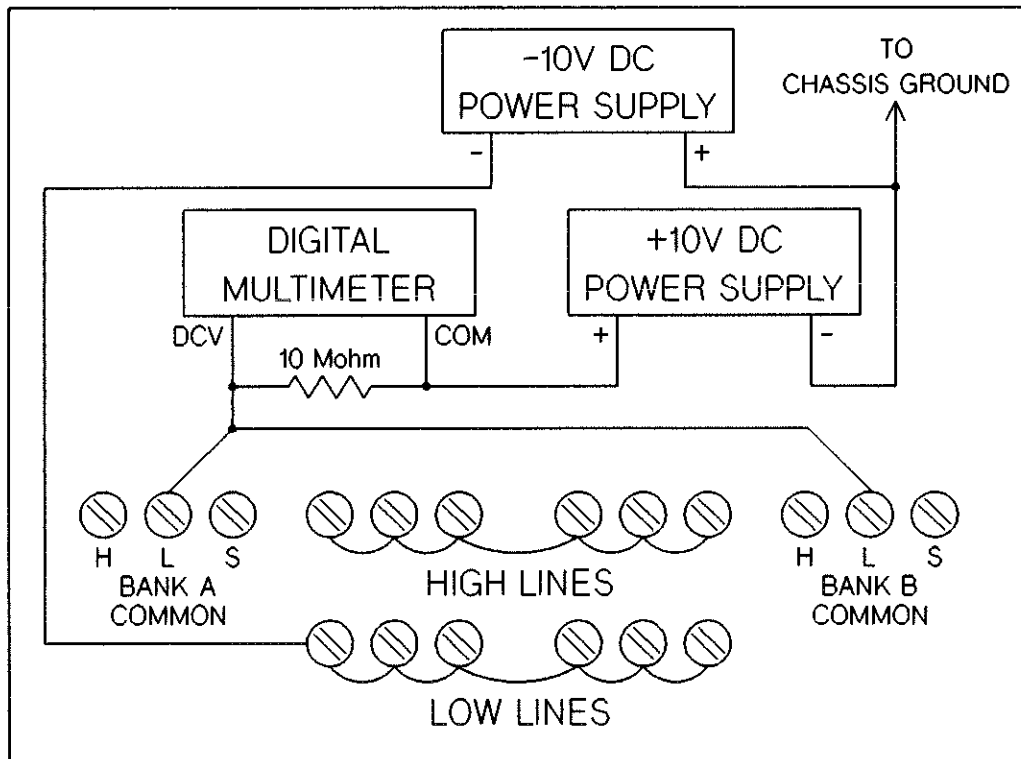 -10V DC
POWER SUPPLY
- +
TO
CHASSIS GROUND
DIGITAL
MULTIMETER
DCV COM
+10V DC
POWER SUPPLY
+ -
10 Mohm
H L S
BANK A
COMMON
HIGH LINES
H L S
BANK B
COMMON
LOW LINES